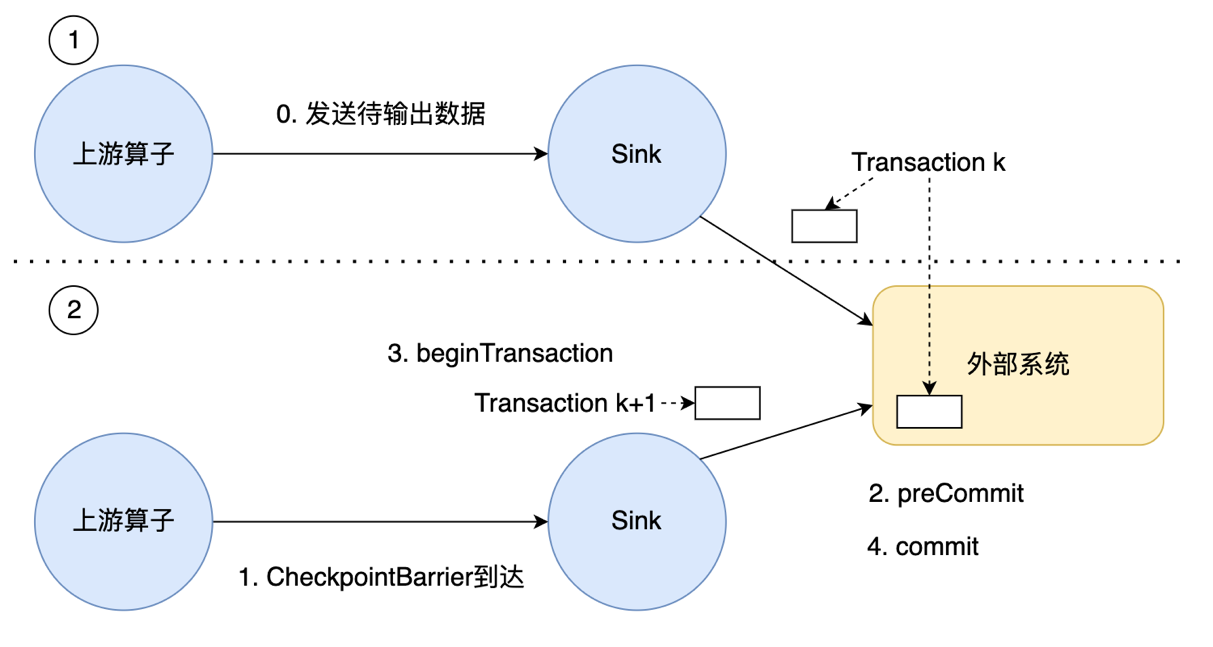 1
上游算子
0. 发送待输出数据
Sink
Transaction k
2
3. beginTransaction
Transaction k+1
外部系统
上游算子
1. CheckpointBarrier到达
Sink
2. preCommit
4. commit